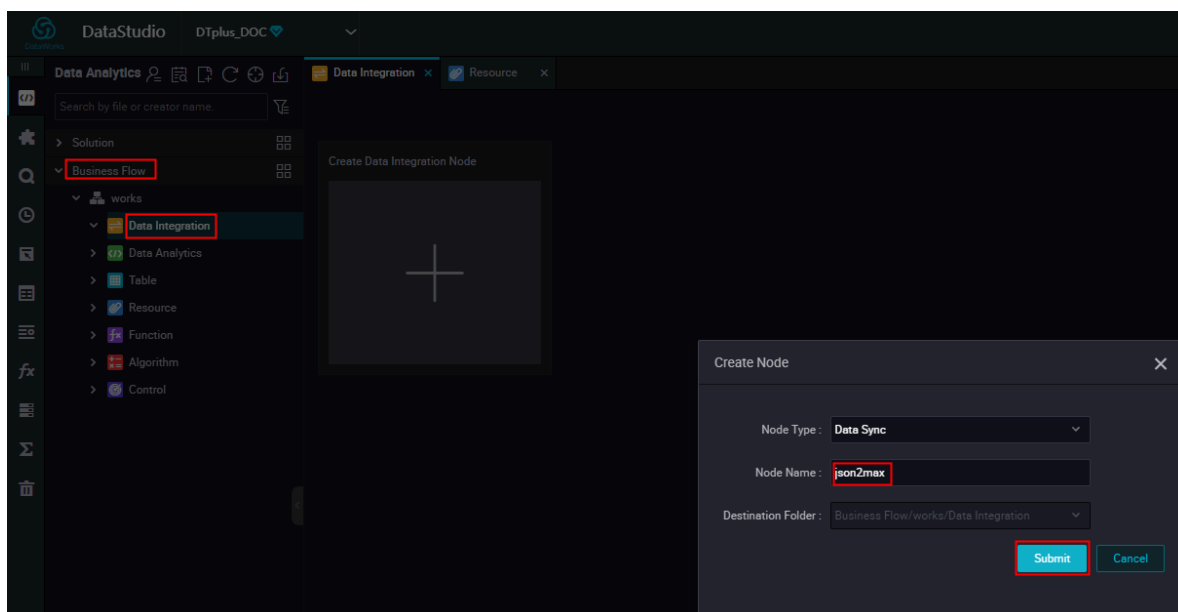 DataStudio DTplus_DOC
DataWorks
Data Analytics
Data Integration
Resource
Search by file or creator name.
Solution
Business Flow
Create Data Integration Node
works
Data Integration
Data Analytics
Table
Resource
Function
Algorithm
Control
Create Node
Node Type : Data Sync
Node Name : json2max
Destination Folder : Business Flow/works/Data Integration
Submit Cancel